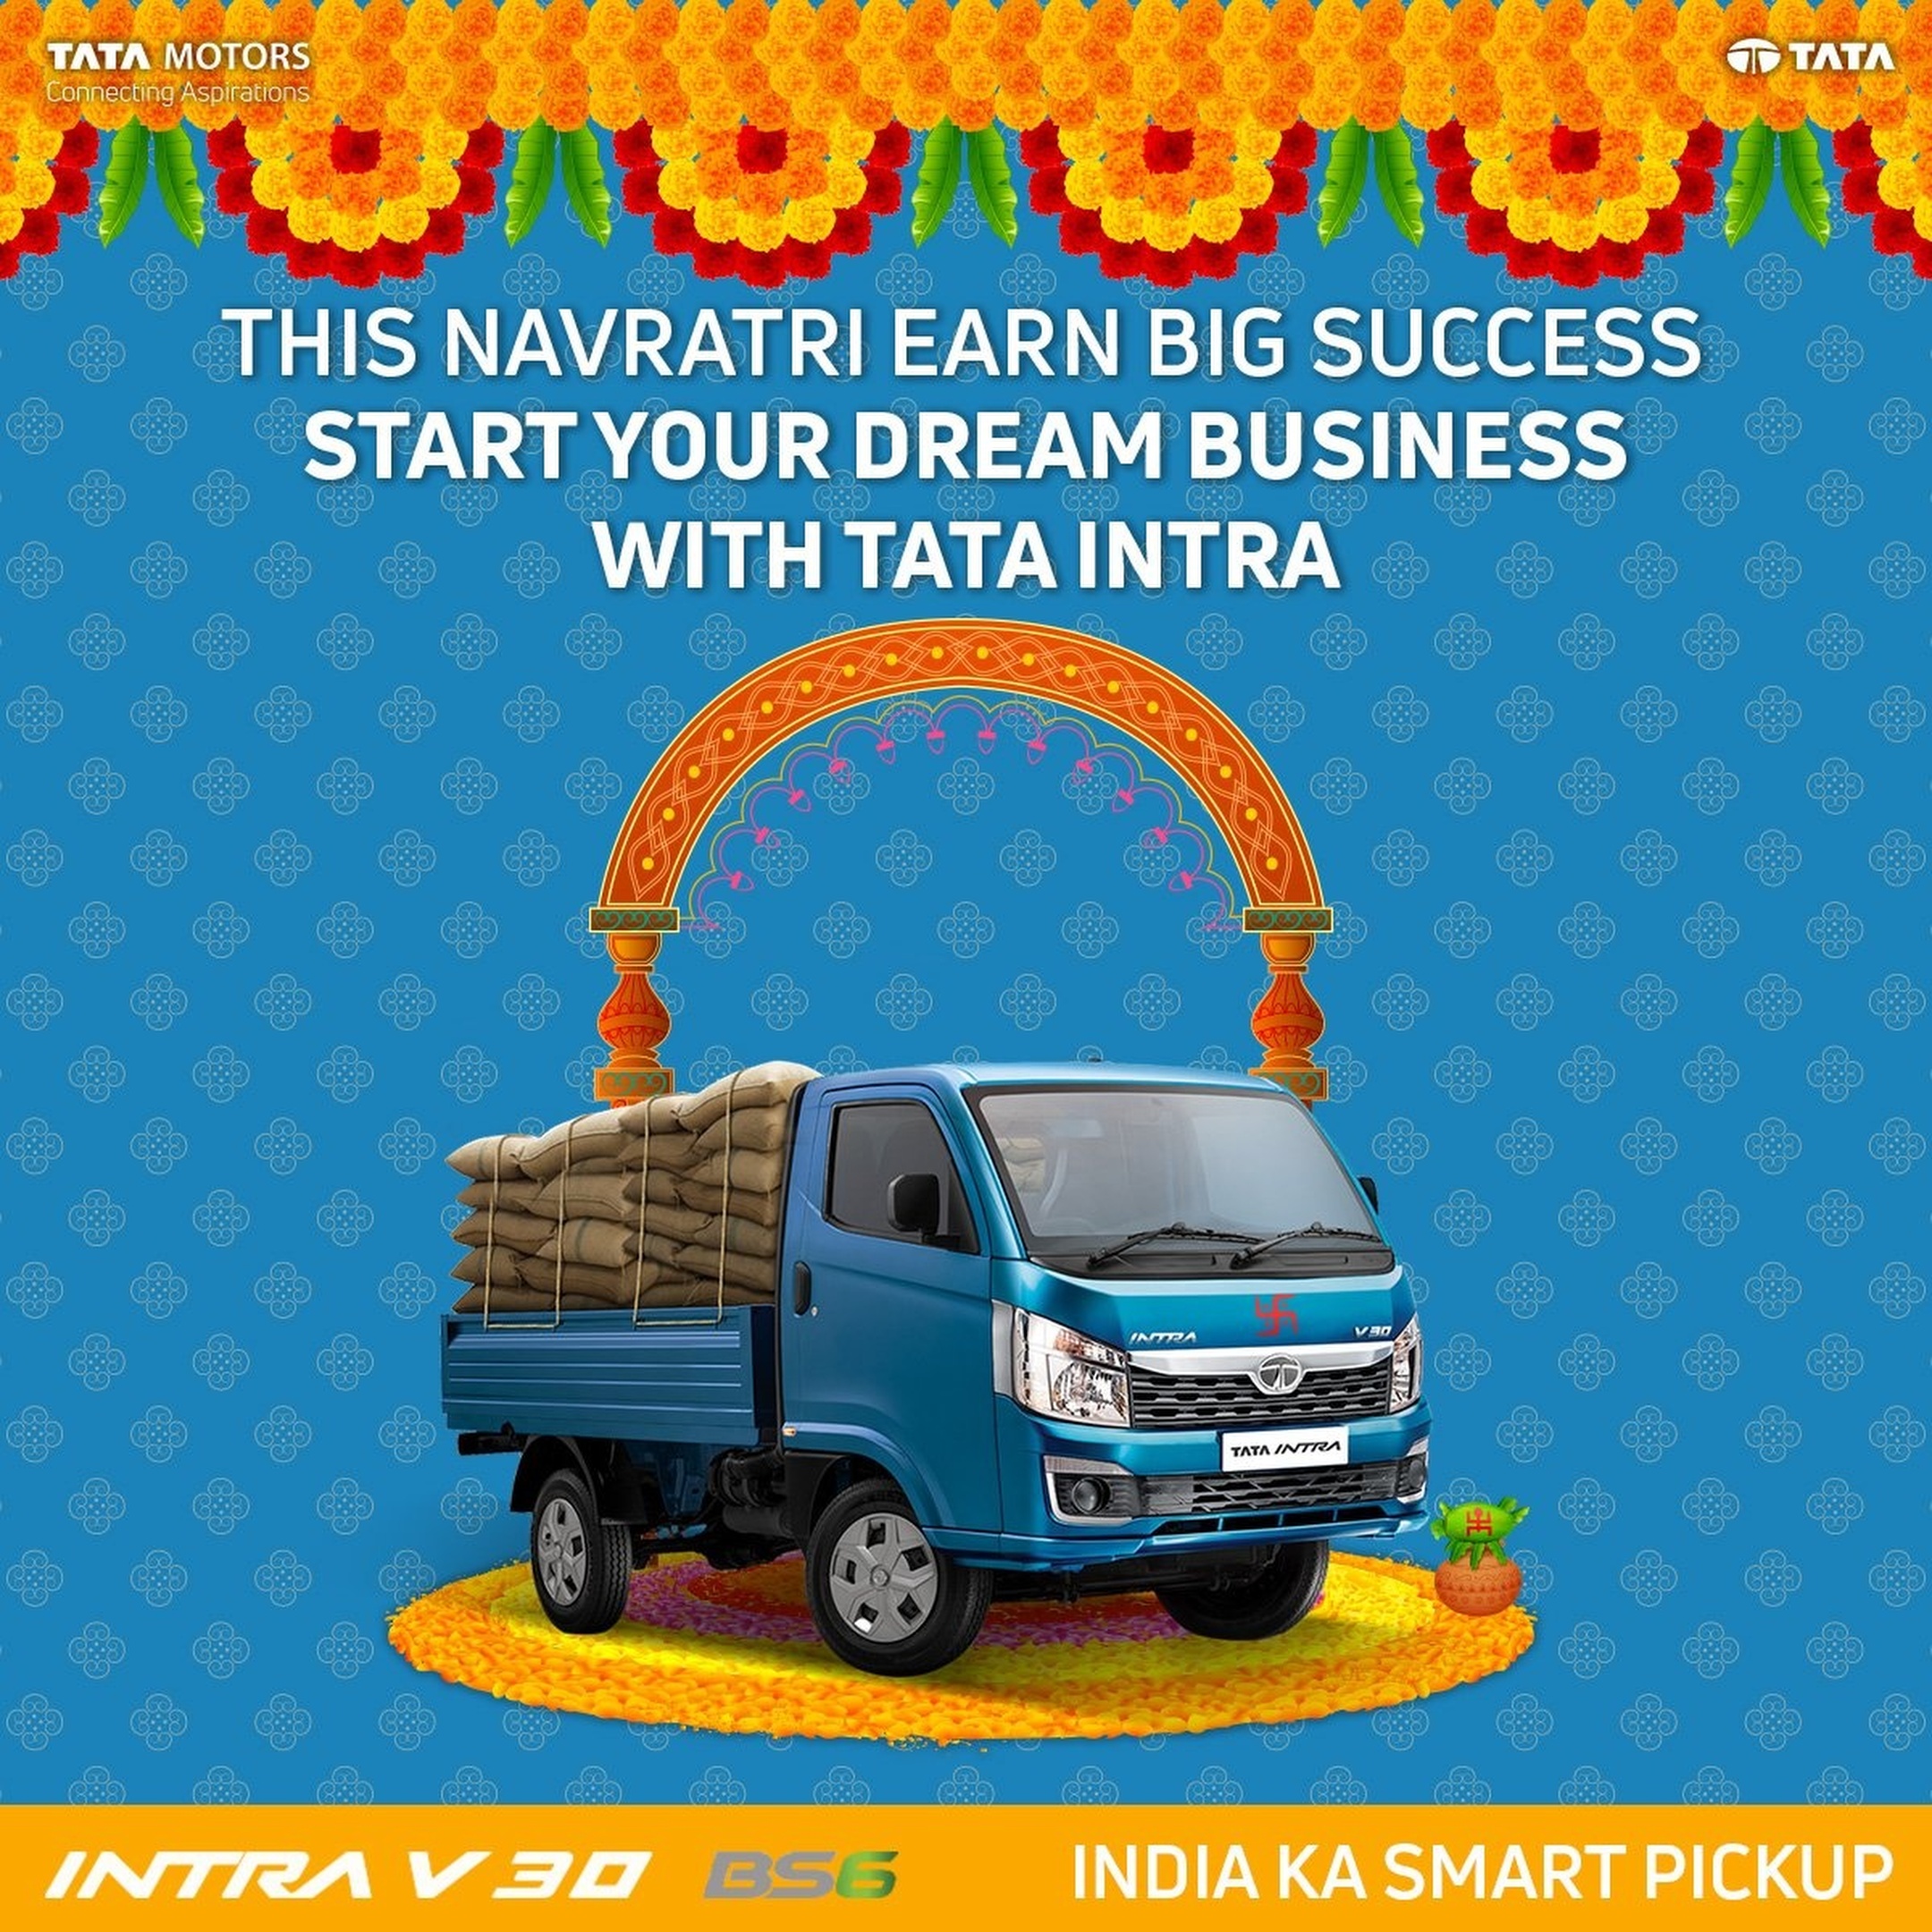 TATA MOTORS
Connecting Aspirations
TATA
THIS NAVRATRI EARN BIG SUCCESS
START YOUR DREAM BUSINESS
WITH TATA INTRA
INTRA
V30
TATA INTRA
INTRA V30 BS6
INDIA KA SMART PICKUP